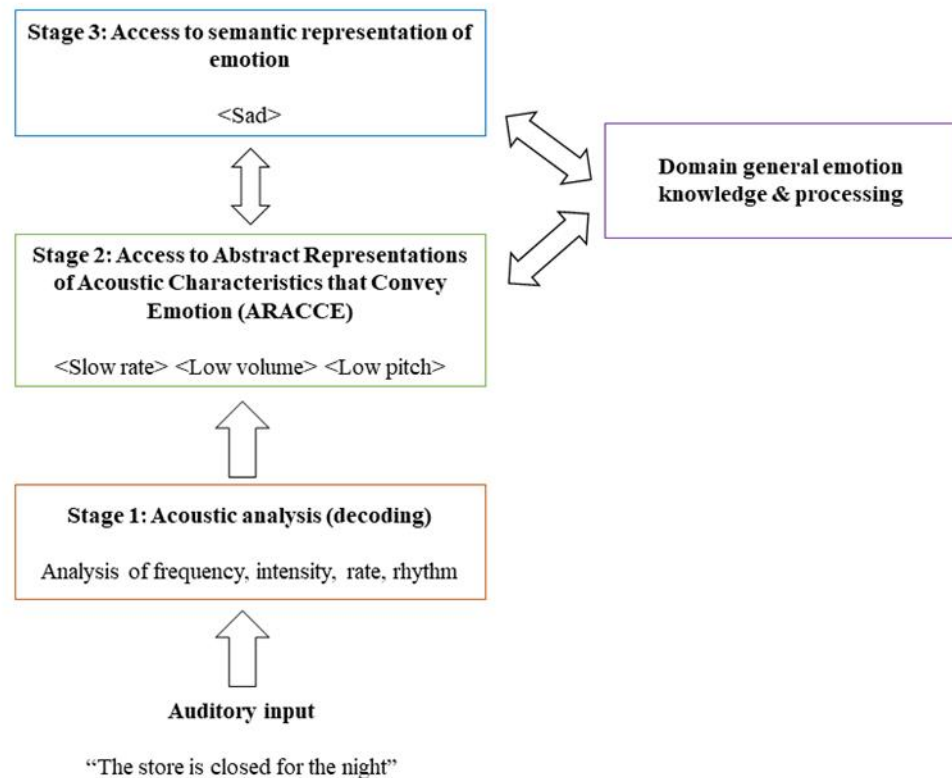 Stage 3: Access to semantic representation of
emotion
<Sad>
Domain general emotion
knowledge & processing
Stage 2: Access to Abstract Representations
of Acoustic Characteristics that Convey
Emotion (ARACCE)
<Slow rate> <Low volume> <Low pitch>
Stage 1: Acoustic analysis (decoding)
Analysis of frequency, intensity, rate, rhythm
Auditory input
“The store is closed for the night”